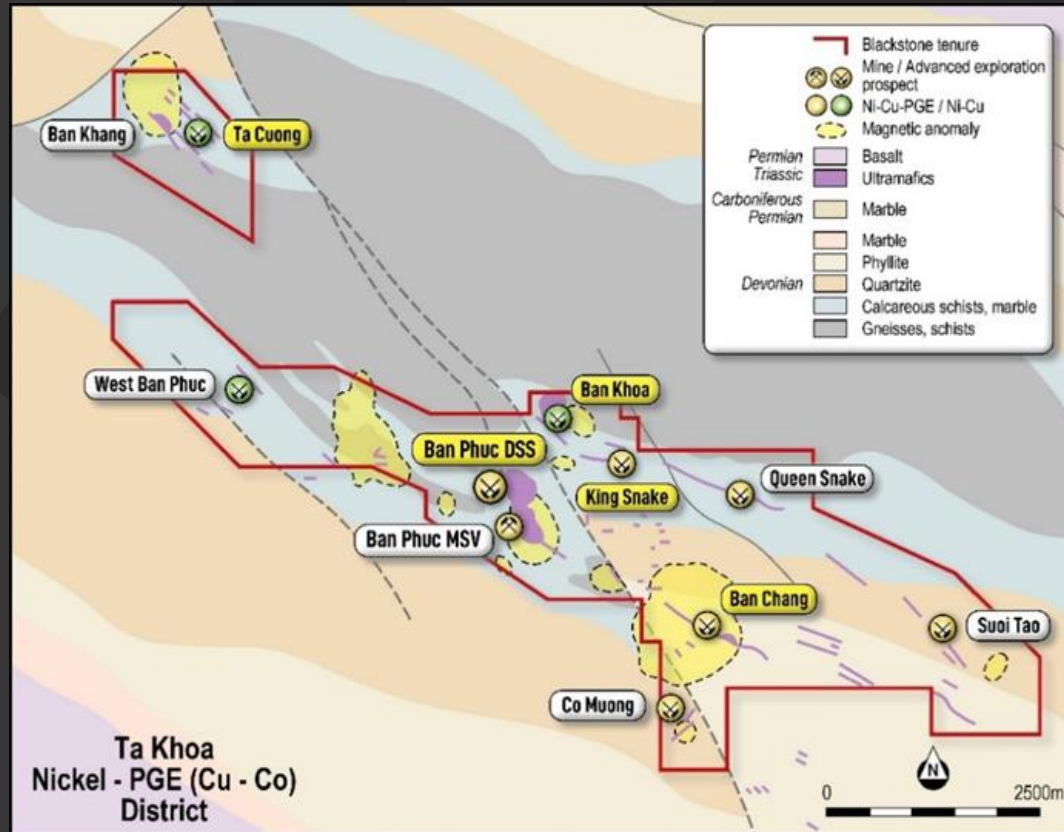 Blackstone tenure
Mine / Advanced exploration
prospect
Ni-Cu-PGE / Ni-Cu
Magnetic anomaly
Permian
Triassic
Basalt
Ultramafics
Carboniferous
Permian
Marble
Marble
Phyllite
Devonian
Quartzite
Calcareous schists, marble
Gneisses, schists
Ban Khang
Ta Cuong
West Ban Phuc
Ban Khoa
Ban Phuc DSS
King Snake
Queen Snake
Ban Phuc MSV
Ban Chang
Suoi Tao
Co Muong
Ta Khoa
Nickel - PGE (Cu - Co)
District
N
0 2500m